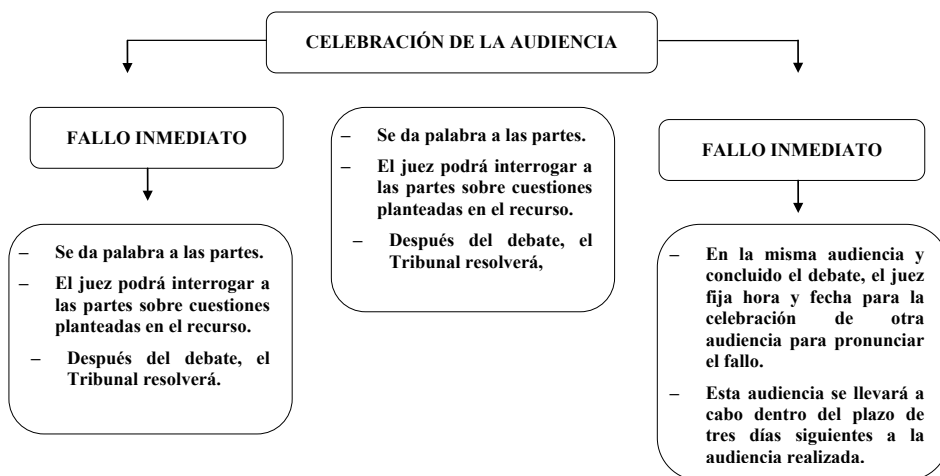 CELEBRACIÓN DE LA AUDIENCIA
FALLO INMEDIATO
– Se da palabra a las partes.
– El juez podrá interrogar a
las partes sobre cuestiones
planteadas en el recurso.
– Después del debate, el
Tribunal resolverá.
– Se da palabra a las partes.
– El juez podrá interrogar a
las partes sobre cuestiones
planteadas en el recurso.
– Después del debate, el
Tribunal resolverá,
FALLO INMEDIATO
– En la misma audiencia y
concluido el debate, el juez
fija hora y fecha para la
celebración de otra
audiencia para pronunciar
el fallo.
– Esta audiencia se llevará a
cabo dentro del plazo de
tres días siguientes a la
audiencia realizada.